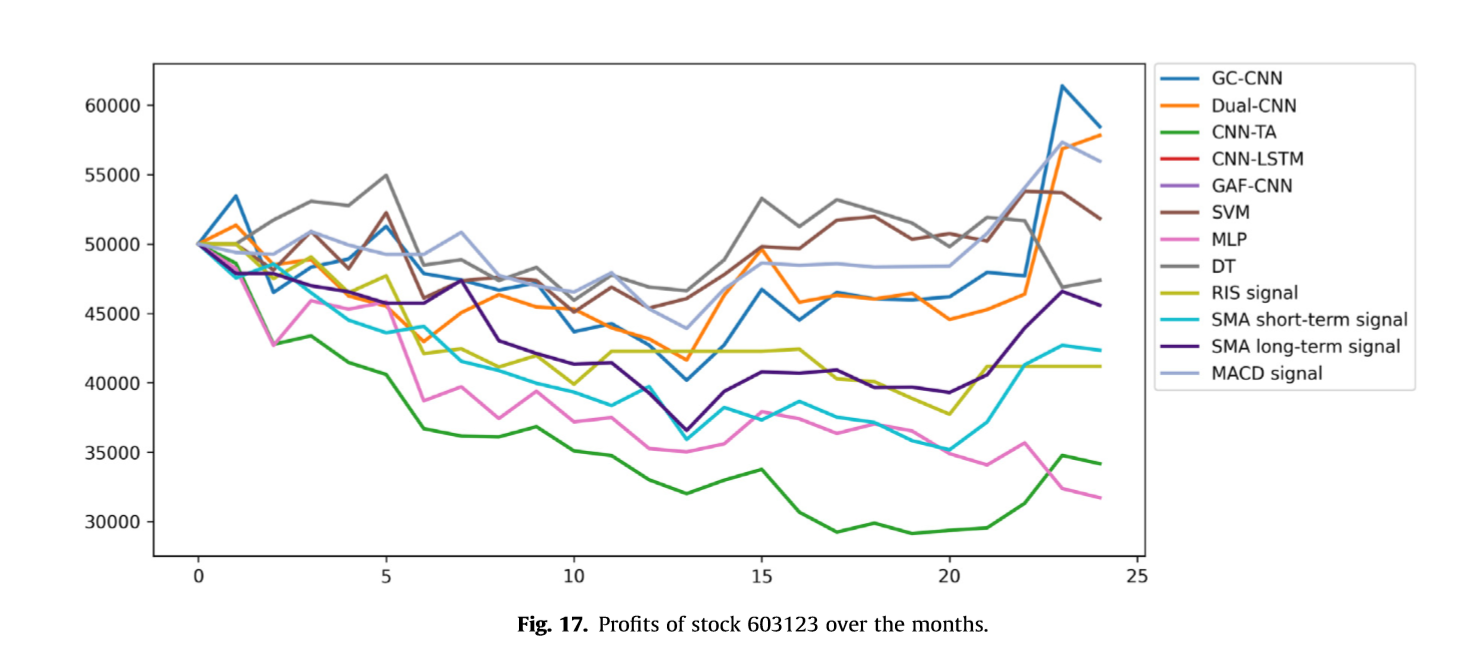 60000
55000
50000
45000
40000
35000
30000
0 5 10 15 20 25
GC-CNN
Dual-CNN
CNN-TA
CNN-LSTM
GAF-CNN
SVM
MLP
DT
RIS signal
SMA short-term signal
SMA long-term signal
MACD signal
Fig. 17. Profits of stock 603123 over the months.